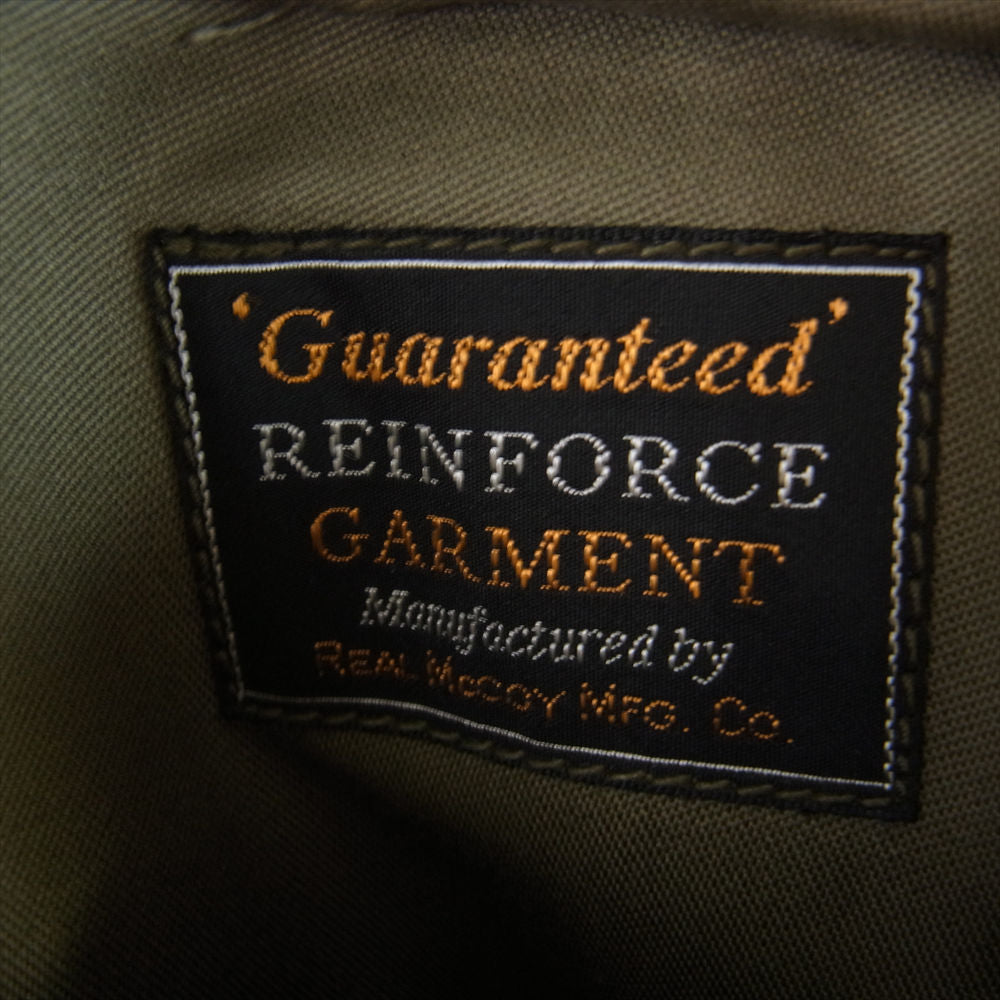 ‘Guaranteed’
REINFORCE
GARMENT
Manufactured by
REAL McCOY MFG. CO.